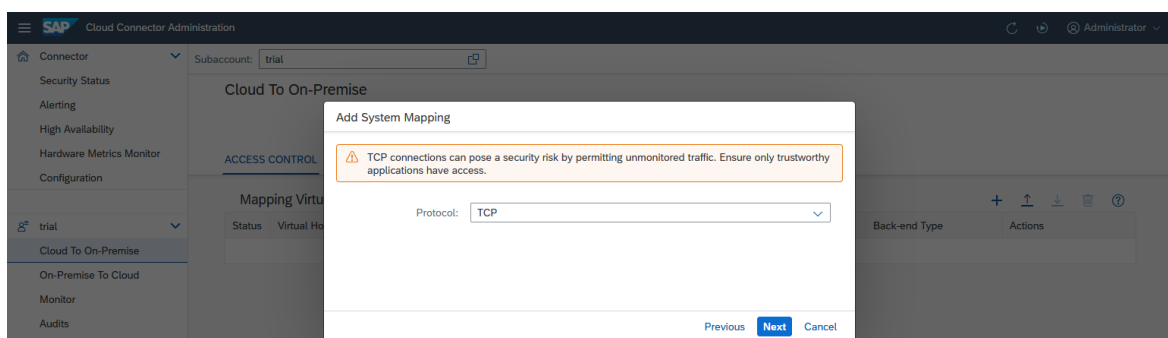 SAP Cloud Connector Administration
Administrator
Connector
Subaccount: trial
Security Status
Cloud To On-Premise
Alerting
Add System Mapping
High Availability
Hardware Metrics Monitor
ACCESS CONTROL
TCP connections can pose a security risk by permitting unmonitored traffic. Ensure only trustworthy
applications have access.
Configuration
Mapping Virtu
Protocol: TCP
trial
Status Virtual Ho
Back-end Type Actions
Cloud To On-Premise
On-Premise To Cloud
Monitor
Audits
Previous Next Cancel